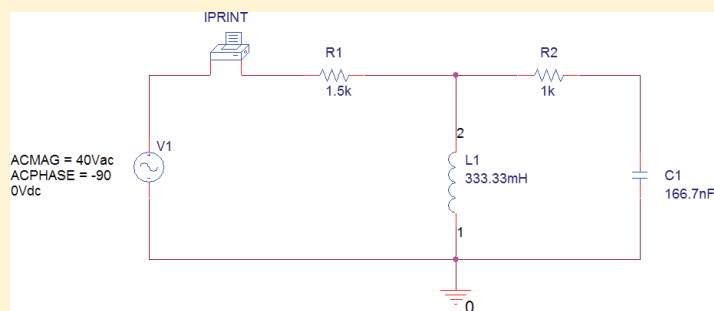 IPRINT
R1
1.5k
R2
1k
V1
ACMAG = 40Vac
ACPHASE = -90
0Vdc
2
L1
333.33mH
1
C1
166.7nF
0